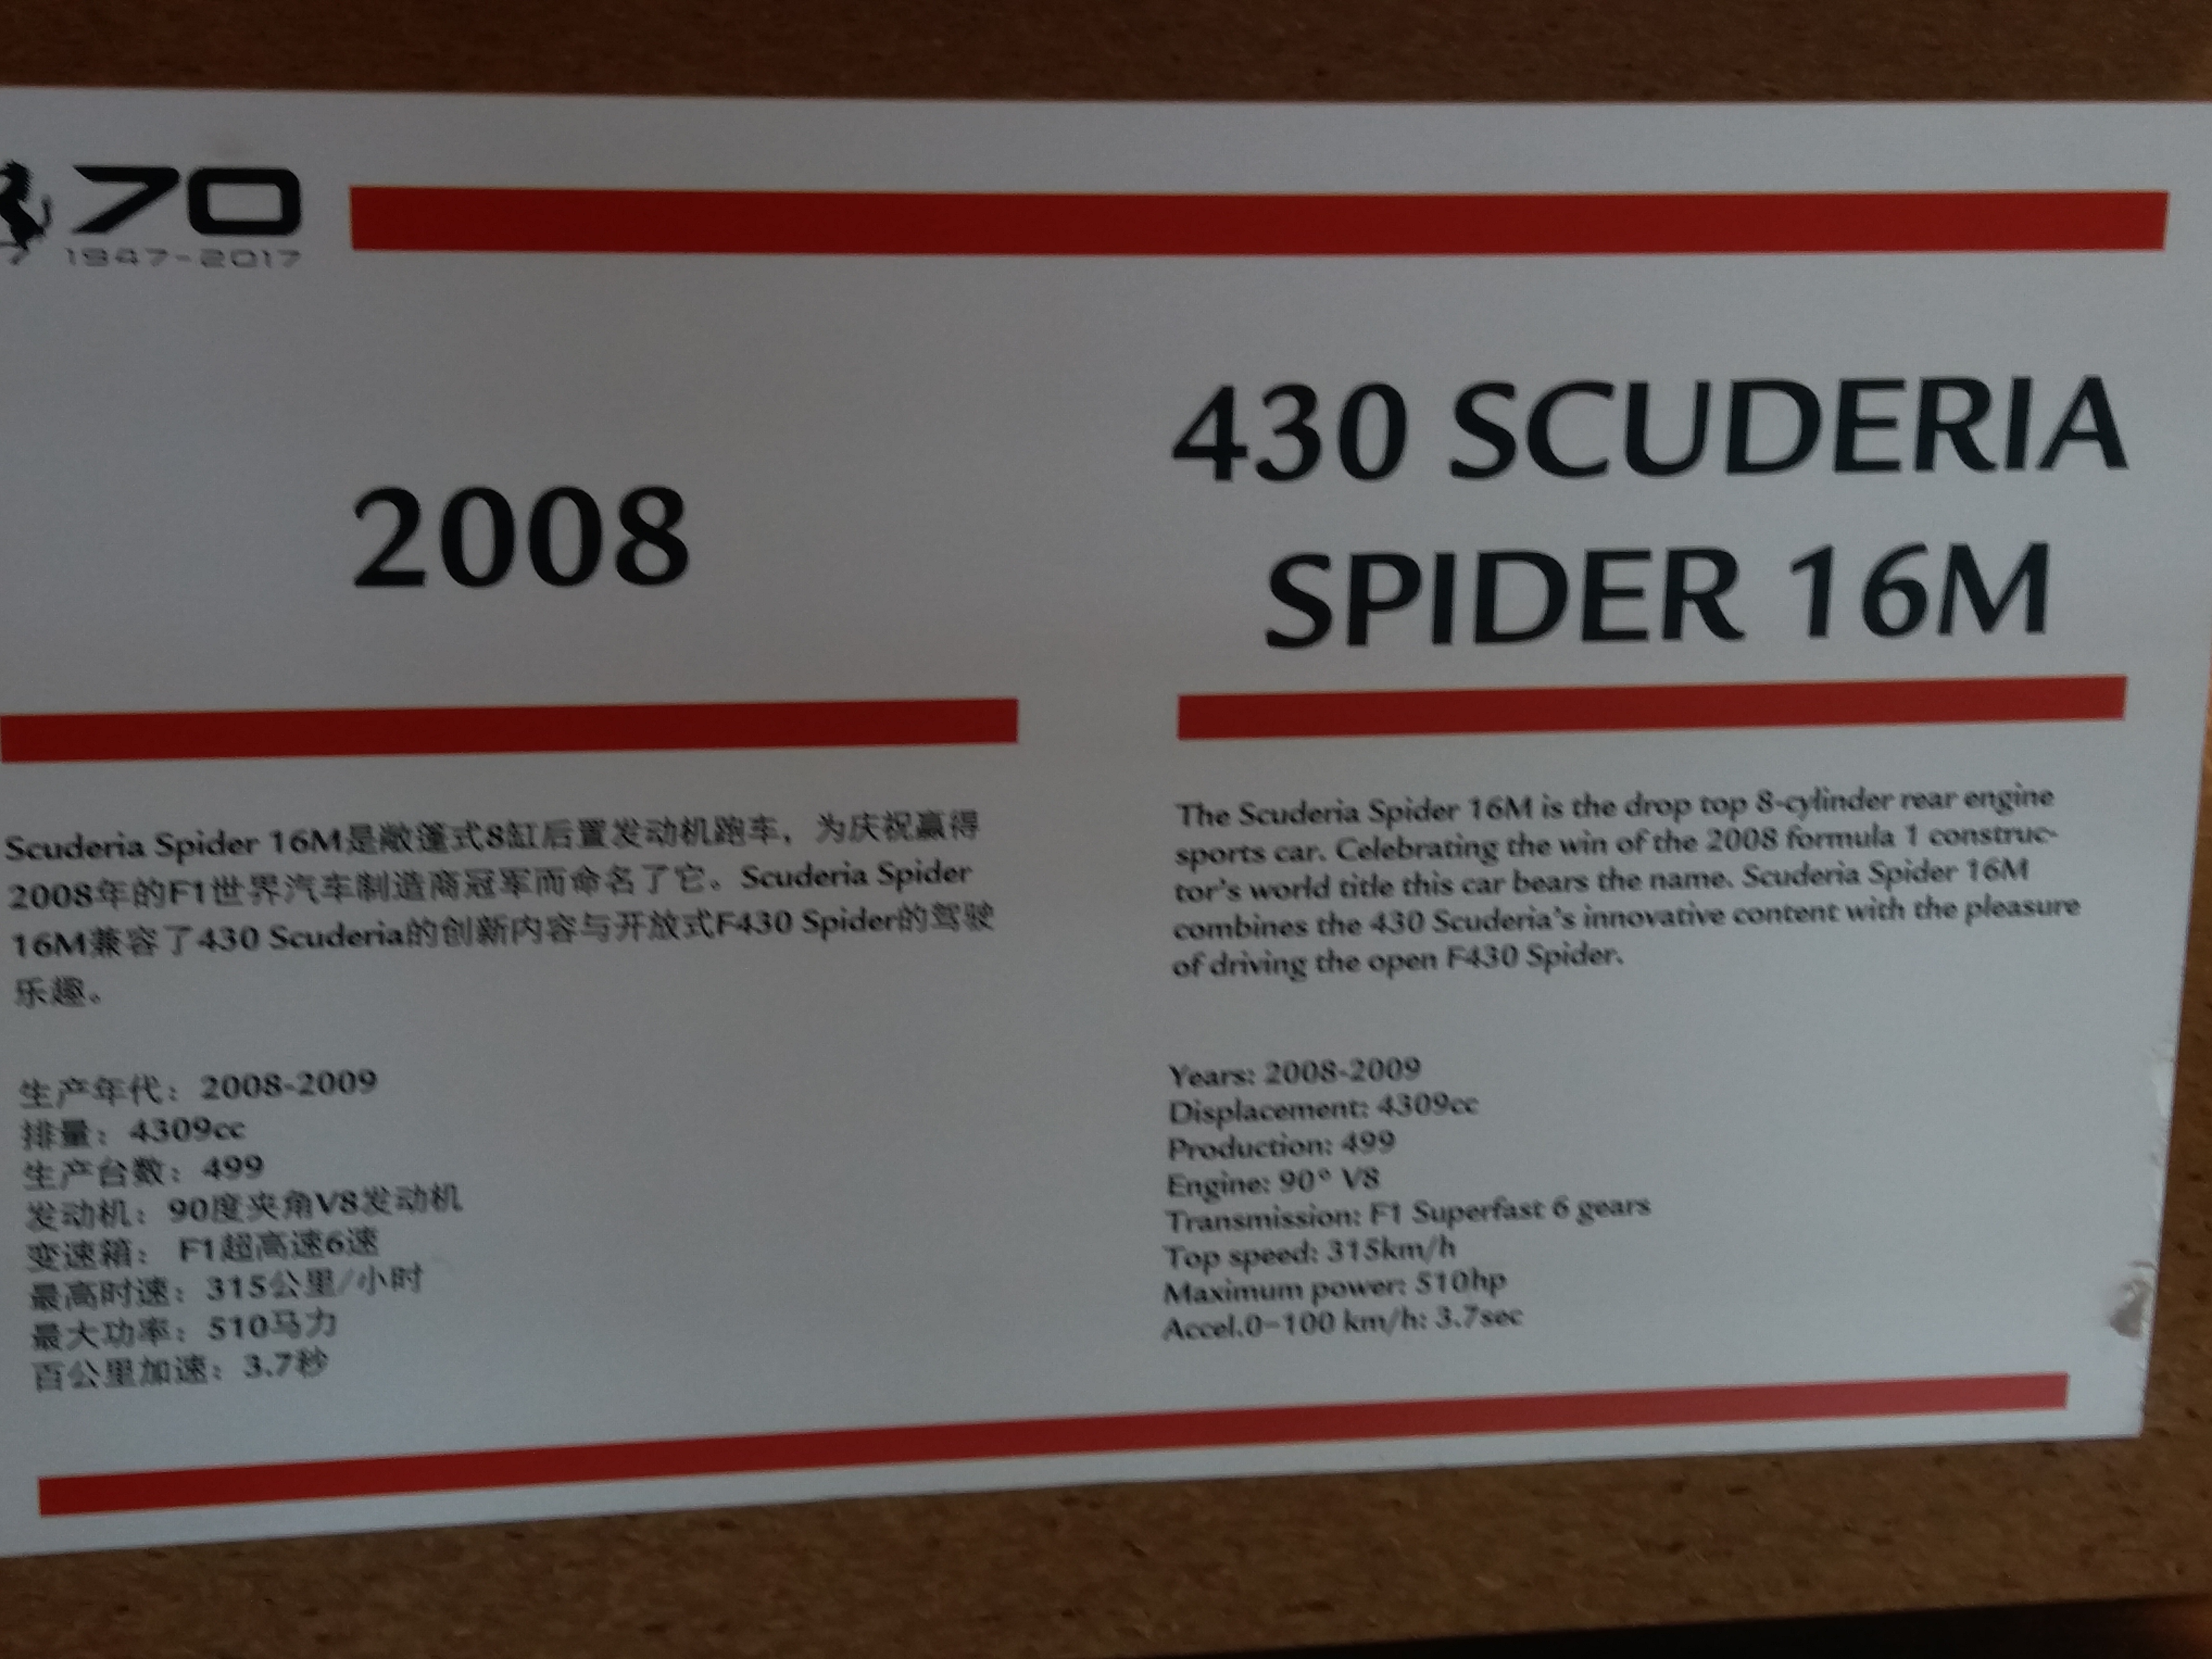 70
1947-2017
2008
430 SCUDERIA
SPIDER 16M
Scuderia Spider 16M是敞篷式8缸后置发动机跑车，为庆祝赢得
2008年的F1世界汽车制造商冠军而命名了它。Scuderia Spider
16M兼容了430 Scuderia的创新内容与开放式F430 Spider的驾驶
乐趣。
生产年代：2008-2009
排量：4309cc
生产台数：499
发动机：90度夹角V8发动机
变速箱： F1超高速6速
最高时速：315公里/小时
最大功率：510马力
百公里加速：3.7秒
The Scuderia Spider 16M is the drop top 8-cylinder rear engine
sports car. Celebrating the win of the 2008 formula 1 construc-
tor's world title this car bears the name. Scuderia Spider 16M
combines the 430 Scuderia's innovative content with the pleasure
of driving the open F430 Spider.
Years: 2008-2009
Displacement: 4309cc
Production: 499
Engine: 90° V8
Transmission: F1 Superfast 6 gears
Top speed: 315km/h
Maximum power: 510hp
Accel.0-100 km/h: 3.7sec